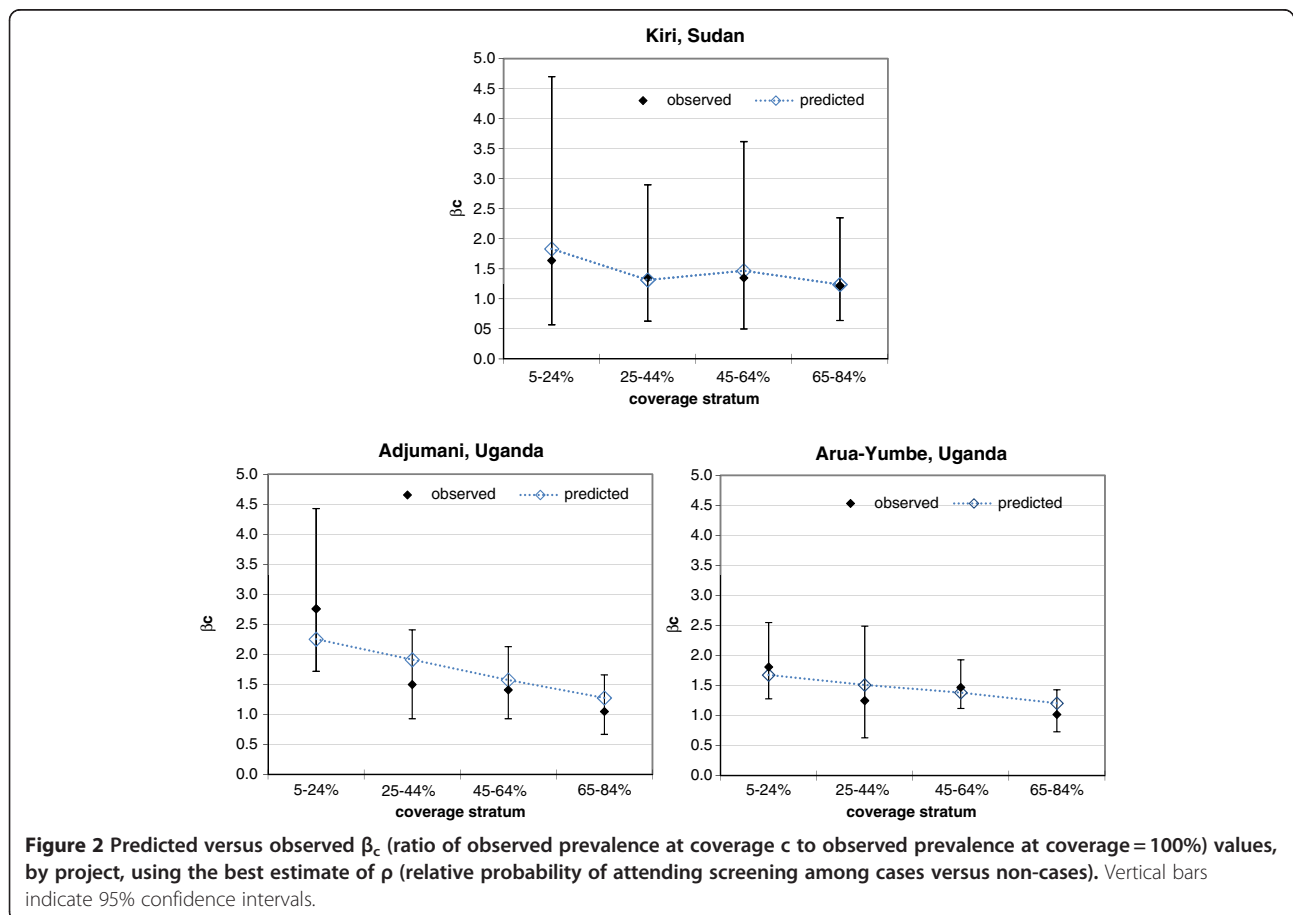 Kiri, Sudan
5.0
4.5
4.0
3.5
3.0
2.5
2.0
1.5
1.0
05
0.0
βc
observed
predicted
5-24%
25-44%
45-64%
65-84%
coverage stratum
Adjumani, Uganda
5.0
4.5
4.0
3.5
3.0
2.5
2.0
1.5
1.0
0.5
0.0
βc
observed
predicted
5-24%
25-44%
45-64%
65-84%
coverage stratum
Arua-Yumbe, Uganda
5.0
4.5
4.0
3.5
3.0
2.5
2.0
1.5
1.0
0.5
0.0
βc
observed
predicted
5-24%
25-44%
45-64%
65-84%
coverage stratum
Figure 2 Predicted versus observed βc (ratio of observed prevalence at coverage c to observed prevalence at coverage = 100%) values,
by project, using the best estimate of ρ (relative probability of attending screening among cases versus non-cases). Vertical bars
indicate 95% confidence intervals.